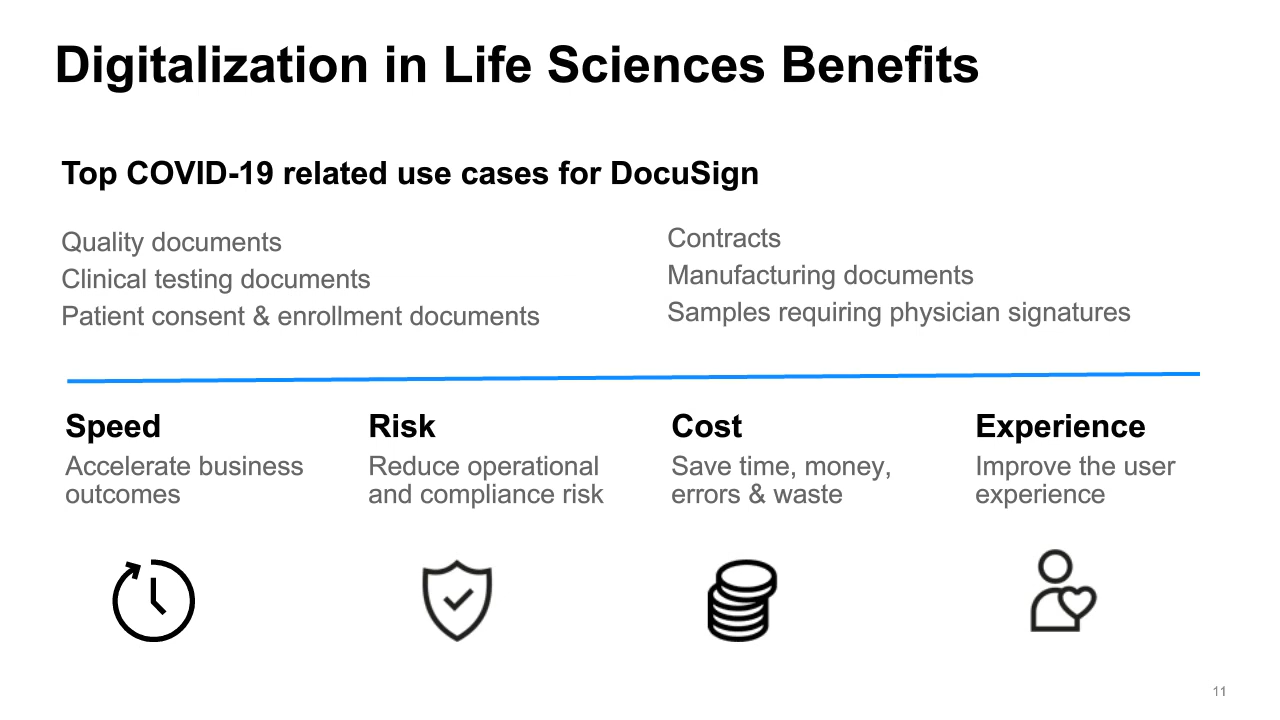 Digitalization in Life Sciences Benefits
Top COVID-19 related use cases for DocuSign
Quality documents
Clinical testing documents
Patient consent & enrollment documents
Contracts
Manufacturing documents
Samples requiring physician signatures
Speed
Accelerate business
outcomes
Risk
Reduce operational
and compliance risk
Cost
Save time, money,
errors & waste
Experience
Improve the user
experience
11